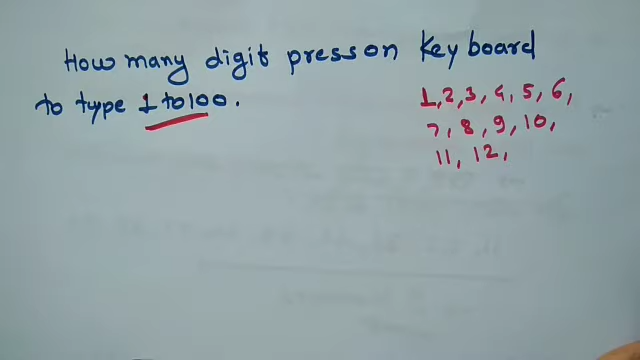 How many digit press on Key board
to type 1 to 100.
1, 2, 3, 4, 5, 6,
7, 8, 9, 10,
11, 12,